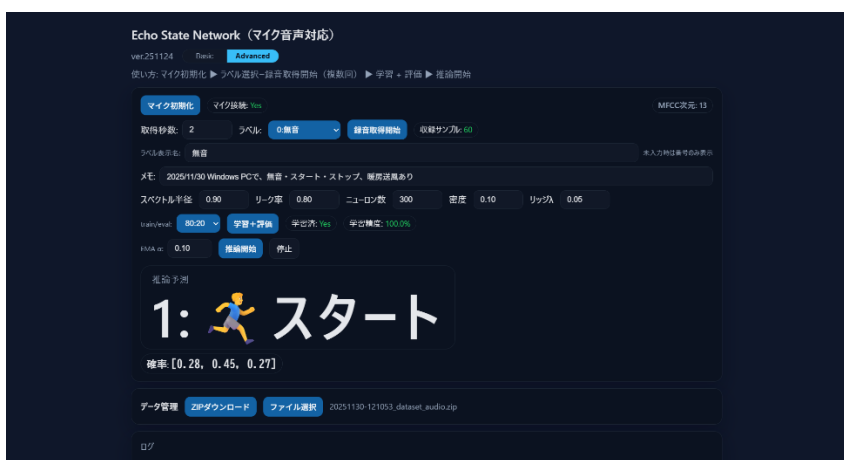 Echo State Network（マイク音声対応）
ver.251124 Basic Advanced
使い方: マイク初期化 ▶ ラベル選択−録音取得開始（複数回） ▶ 学習 + 評価 ▶ 推論開始
マイク初期化 マイク接続: Yes MFCC次元: 13
取得秒数: 2 ラベル: 0:無音 録音取得開始 収録サンプル: 60
ラベル表示名: 無音 未入力時は番号のみ表示
メモ: 2025/11/30 Windows PCで、無音・スタート・ストップ、暖房送風あり
スペクトル半径 0.90 リーク率 0.80 ニューロン数 300 密度 0.10 リッジλ 0.05
train/eval: 80:20 学習+評価 学習済: Yes 学習精度: 100.0%
EMA α: 0.10 推論開始 停止
推論予測
1: 🏃 スタート
確率:[0.28, 0.45, 0.27]
データ管理 ZIPダウンロード ファイル選択 20251130-121053_dataset_audio.zip
ログ